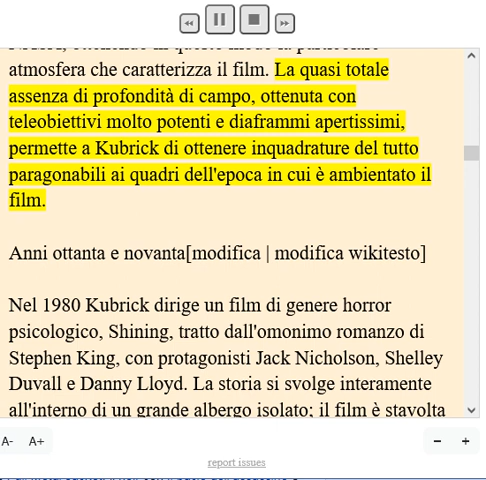 atmosfera che caratterizza il film. La quasi totale
assenza di profondità di campo, ottenuta con
teleobiettivi molto potenti e diaframmi apertissimi,
permette a Kubrick di ottenere inquadrature del tutto
paragonabili ai quadri dell'epoca in cui è ambientato il
film.
Anni ottanta e novanta[modifica | modifica wikitesto]
Nel 1980 Kubrick dirige un film di genere horror
psicologico, Shining, tratto dall'omonimo romanzo di
Stephen King, con protagonisti Jack Nicholson, Shelley
Duvall e Danny Lloyd. La storia si svolge interamente
all'interno di un grande albergo isolato; il film è stavolta
A- A+ − +
report issues